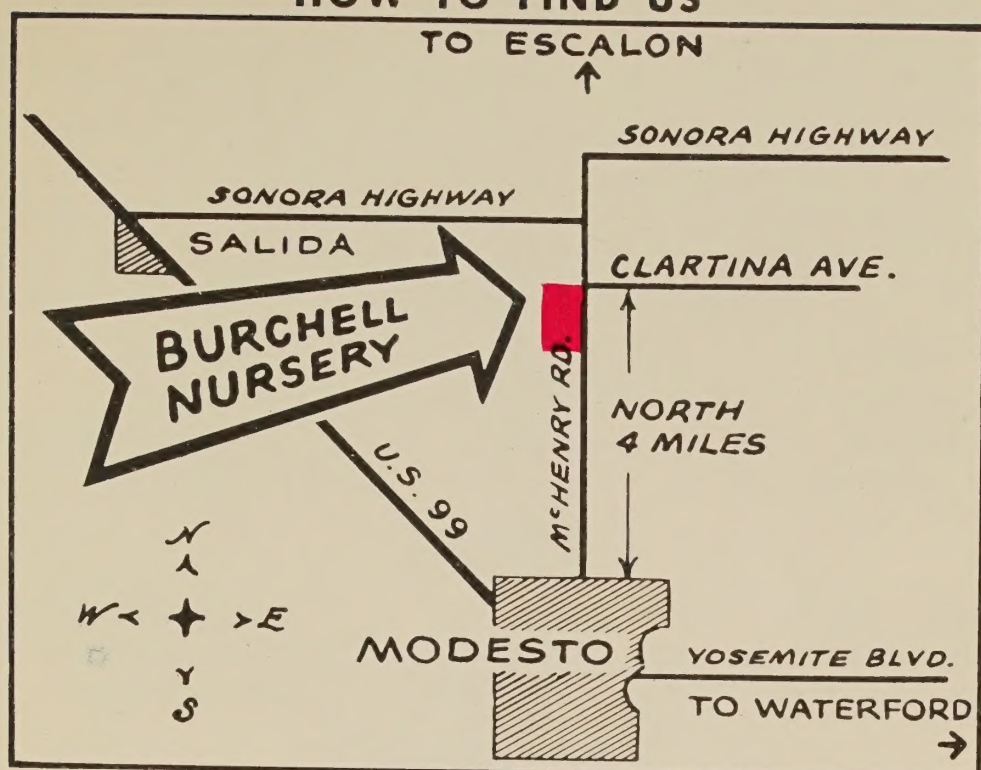 HOW TO FIND US
TO ESCALON
↑
SONORA HIGHWAY
SONORA HIGHWAY
SALIDA
CLARTINA AVE.
BURCHELL
NURSERY
McHENRY RD.
NORTH
4 MILES
U.S. 99
N
W E
S
MODESTO
YOSEMITE BLVD.
TO WATERFORD
→